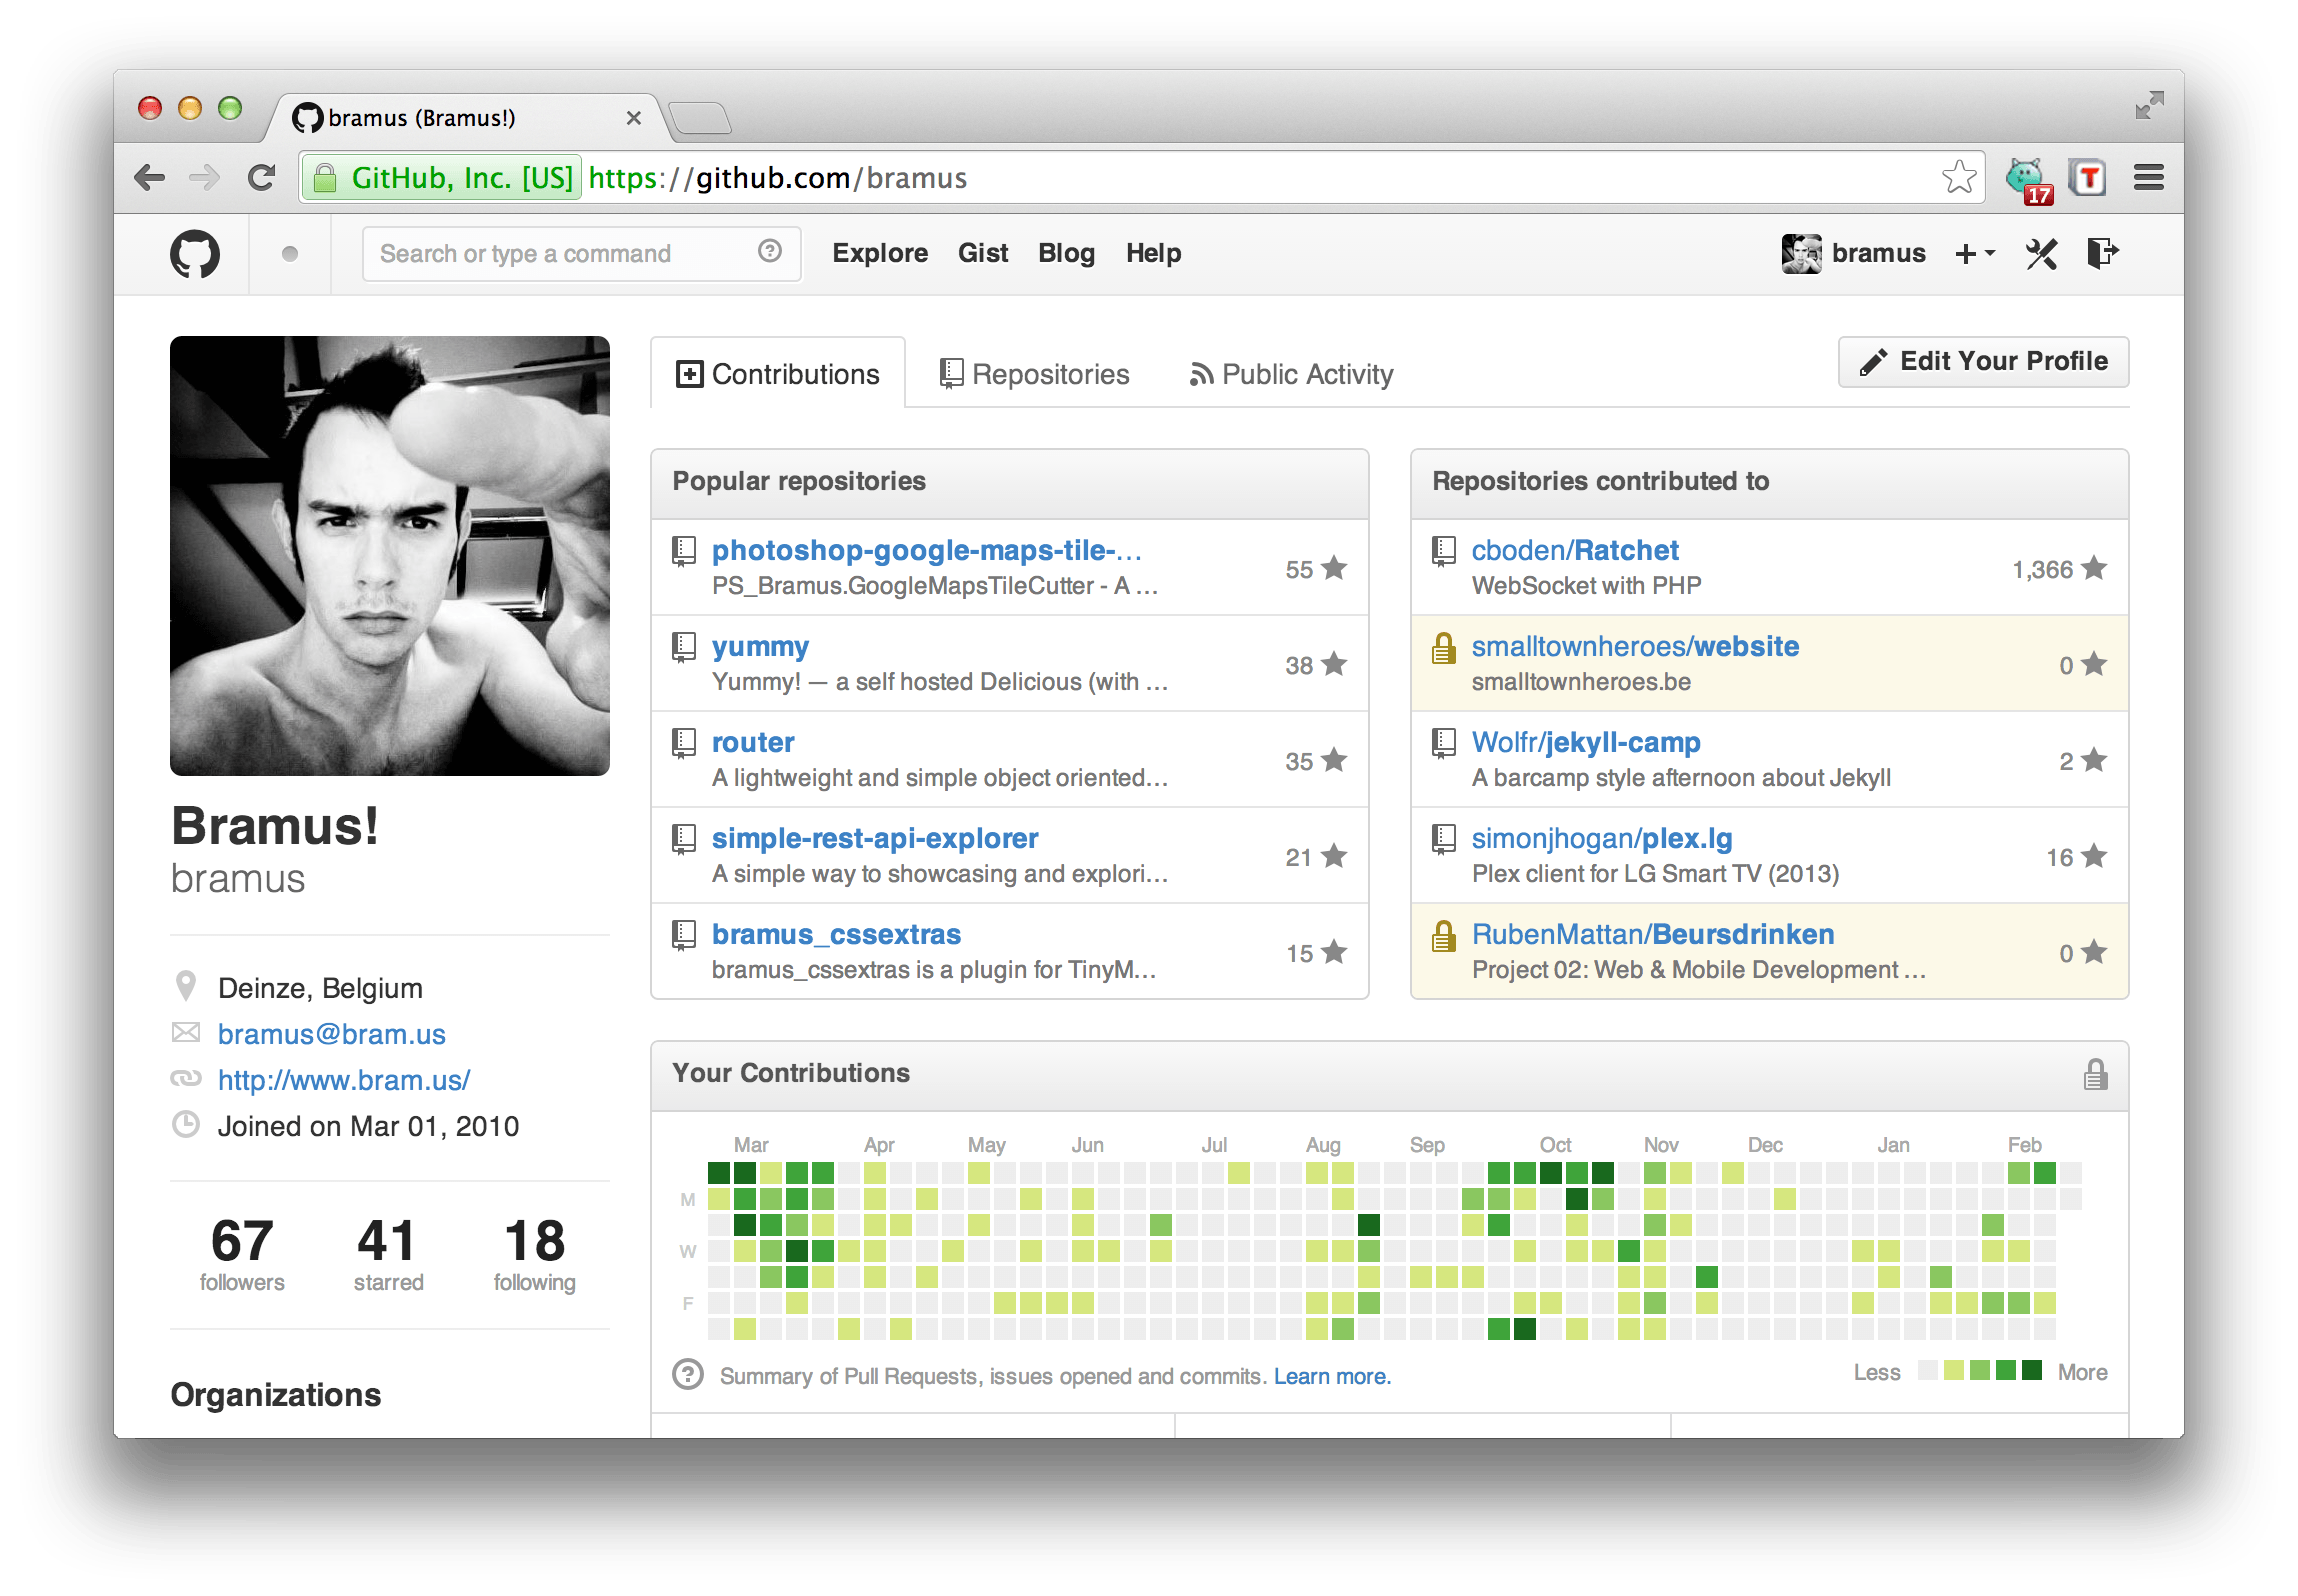 bramus (Bramus!)
GitHub, Inc. [US] https://github.com/bramus
17
T
Search or type a command
Explore Gist Blog Help
bramus
Contributions Repositories Public Activity
Edit Your Profile
Bramus!
bramus
Deinze, Belgium
bramus@bram.us
http://www.bram.us/
Joined on Mar 01, 2010
67 41 18
followers starred following
Organizations
Popular repositories
photoshop-google-maps-tile-…
PS_Bramus.GoogleMapsTileCutter - A …
55
yummy
Yummy! — a self hosted Delicious (with …
38
router
A lightweight and simple object oriented…
35
simple-rest-api-explorer
A simple way to showcasing and explori…
21
bramus_cssextras
bramus_cssextras is a plugin for TinyM…
15
Repositories contributed to
cboden/Ratchet
WebSocket with PHP
1,366
smalltownheroes/website
smalltownheroes.be
0
Wolfr/jekyll-camp
A barcamp style afternoon about Jekyll
2
simonjhogan/plex.lg
Plex client for LG Smart TV (2013)
16
RubenMattan/Beursdrinken
Project 02: Web & Mobile Development …
0
Your Contributions
Mar Apr May Jun Jul Aug Sep Oct Nov Dec Jan Feb
M
W
F
? Summary of Pull Requests, issues opened and commits. Learn more.
Less More